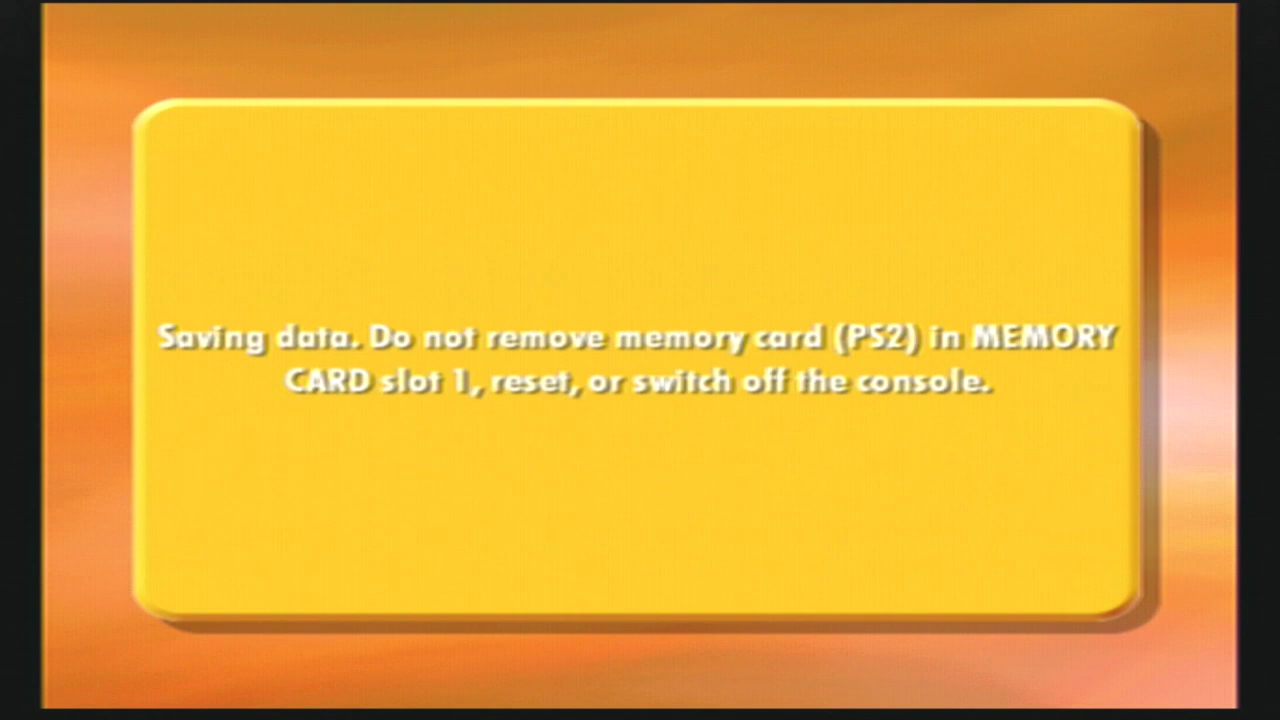 Saving data. Do not remove memory card (PS2) in MEMORY
CARD slot 1, reset, or switch off the console.